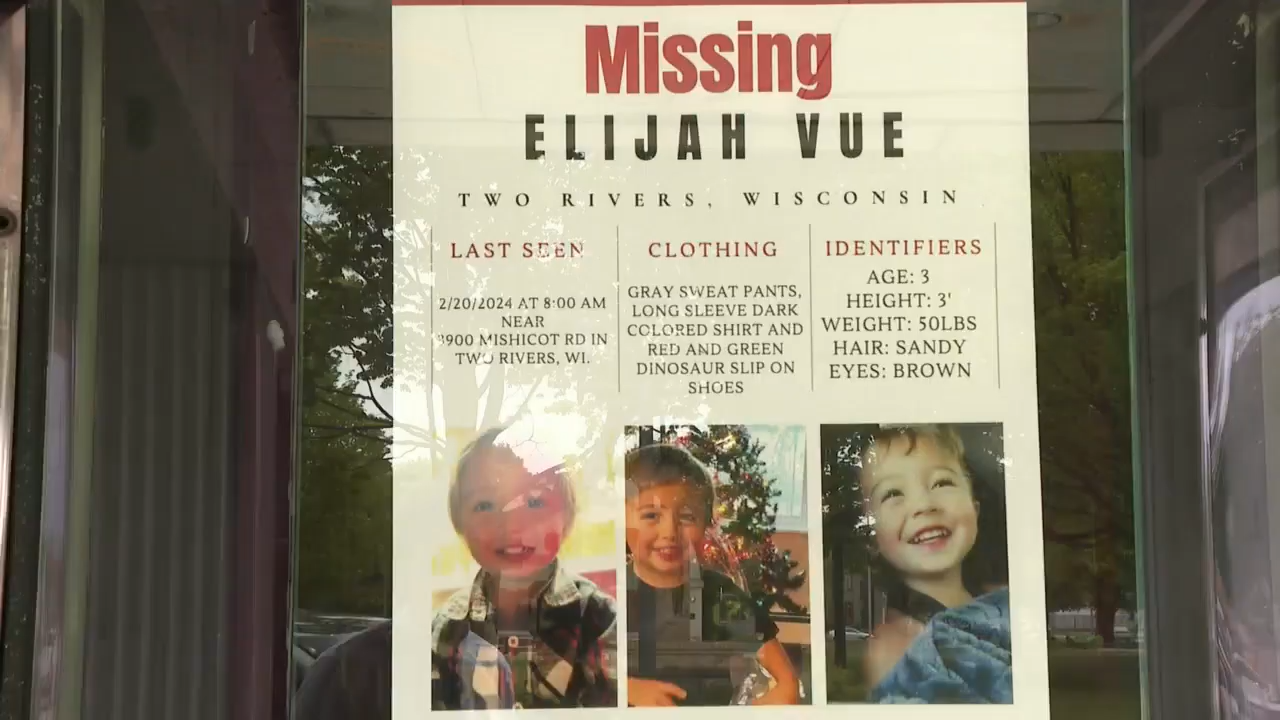 Missing
ELIJAH VUE
TWO RIVERS, WISCONSIN
LAST SEEN
2/20/2024 AT 8:00 AM
NEAR
3900 MISHICOT RD IN
TWO RIVERS, WI.
CLOTHING
GRAY SWEAT PANTS,
LONG SLEEVE DARK
COLORED SHIRT AND
RED AND GREEN
DINOSAUR SLIP ON
SHOES
IDENTIFIERS
AGE: 3
HEIGHT: 3'
WEIGHT: 50LBS
HAIR: SANDY
EYES: BROWN